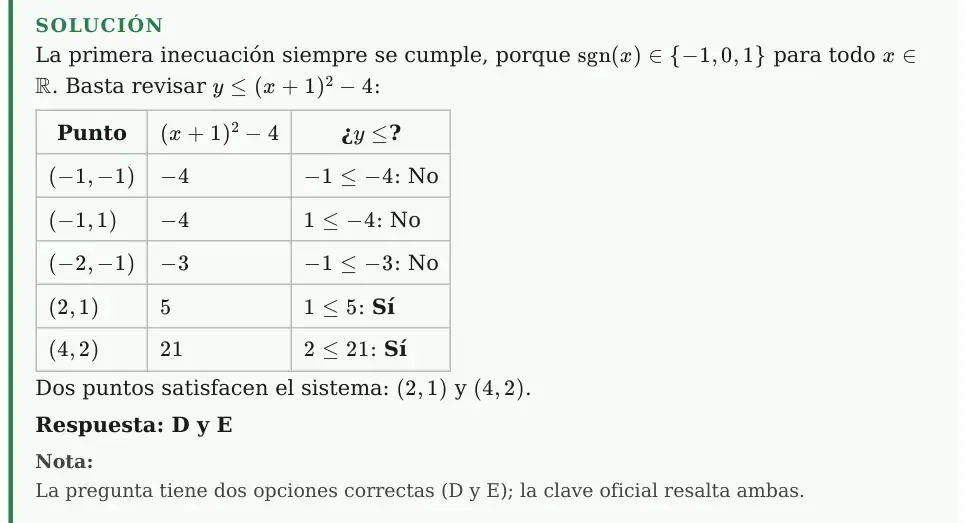 SOLUCIÓN
La primera inecuación siempre se cumple, porque sgn(x) ∈ {−1, 0, 1} para todo x ∈
ℝ. Basta revisar y ≤ (x + 1)² − 4:
Punto (x + 1)² − 4 ¿y ≤?
(−1, −1) −4 −1 ≤ −4: No
(−1, 1) −4 1 ≤ −4: No
(−2, −1) −3 −1 ≤ −3: No
(2, 1) 5 1 ≤ 5: Sí
(4, 2) 21 2 ≤ 21: Sí
Dos puntos satisfacen el sistema: (2, 1) y (4, 2).
Respuesta: D y E
Nota:
La pregunta tiene dos opciones correctas (D y E); la clave oficial resalta ambas.